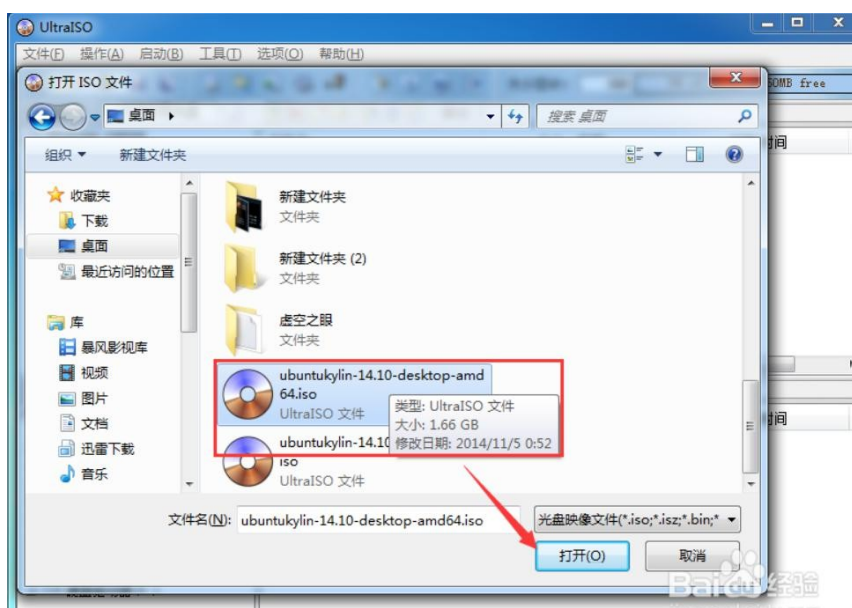 UltraISO
文件(F) 操作(A) 启动(B) 工具(T) 选项(O) 帮助(H)
打开 ISO 文件
MB free
桌面
搜索 桌面
时间
组织 新建文件夹
收藏夹
下载
桌面
最近访问的位置
库
暴风影视库
视频
图片
文档
迅雷下载
音乐
新建文件夹
文件夹
新建文件夹 (2)
文件夹
虚空之眼
文件夹
ubuntukylin-14.10-desktop-amd
64.iso
UltraISO 文件
类型: UltraISO 文件
大小: 1.66 GB
修改日期: 2014/11/5 0:52
ubuntukylin-14.10
iso
UltraISO 文件
时间
文件名(N): ubuntukylin-14.10-desktop-amd64.iso 光盘映像文件(*.iso;*.isz;*.bin;*
打开(O) 取消
Baidu经验